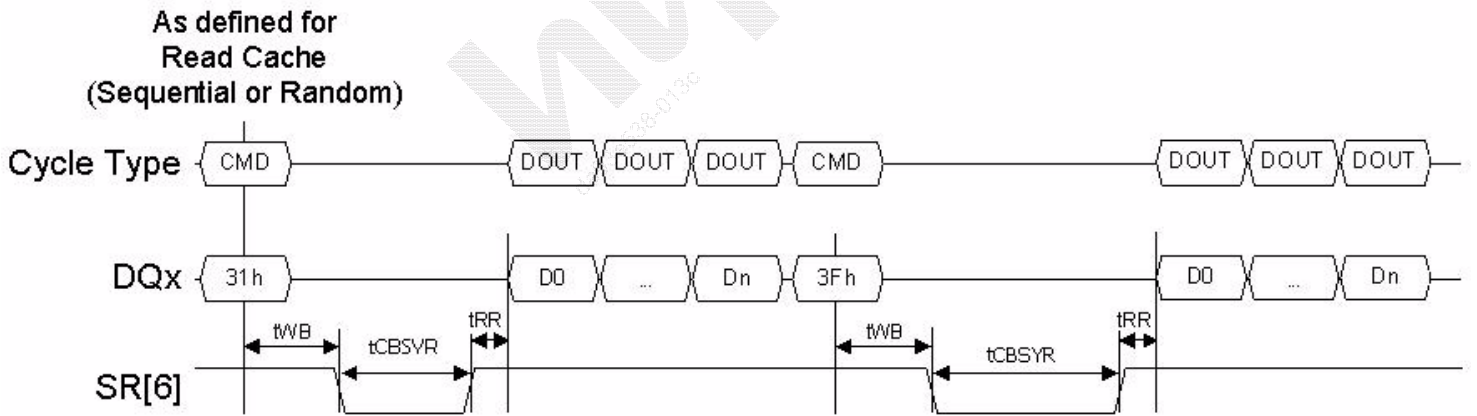 As defined for
Read Cache
(Sequential or Random)
Cycle Type CMD DOUT DOUT DOUT CMD DOUT DOUT DOUT
DQx 31h D0 ... Dn 3Fh D0 ... Dn
tWB tCBSYR tRR tWB tCBSYR tRR
SR[6]